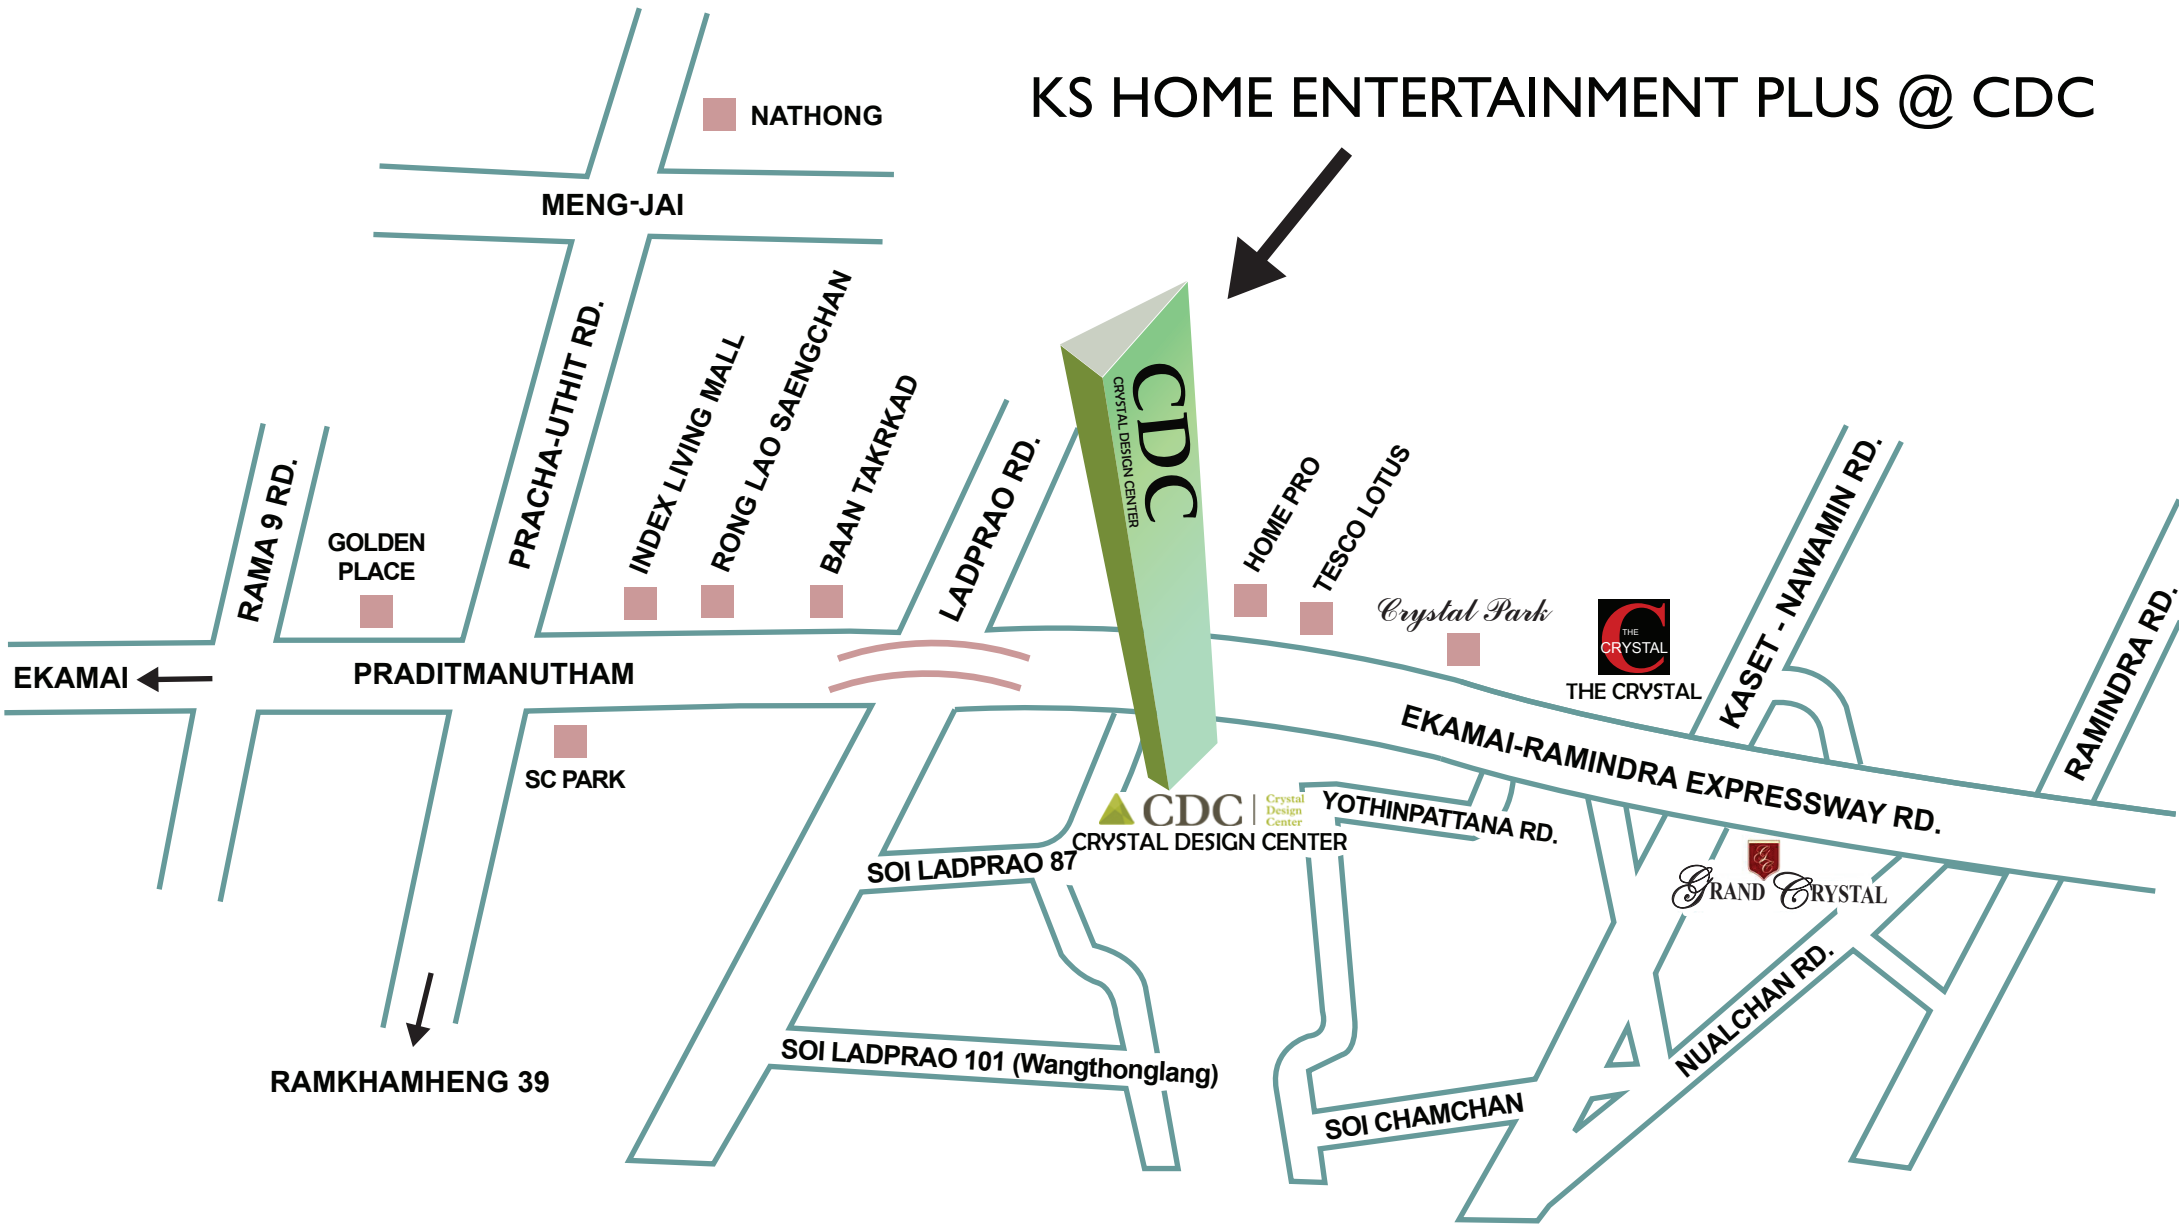 KS HOME ENTERTAINMENT PLUS @ CDC
NATHONG
MENG-JAI
PRACHA-UTHIT RD.
INDEX LIVING MALL
RONG LAO SAENGCHAN
BAAN TAKRKAD
LADPRAO RD.
CDC
CRYSTAL DESIGN CENTER
HOME PRO
TESCO LOTUS
Crystal Park
C
THE
CRYSTAL
THE CRYSTAL
KASET - NAWAMIN RD.
RAMINDRA RD.
RAMA 9 RD.
GOLDEN
PLACE
EKAMAI
PRADITMANUTHAM
SC PARK
EKAMAI-RAMINDRA EXPRESSWAY RD.
CDC
Crystal
Design
Center
CRYSTAL DESIGN CENTER
YOTHINPATTANA RD.
SOI LADPRAO 87
GC
GRAND CRYSTAL
NUALCHAN RD.
SOI LADPRAO 101 (Wangthonglang)
SOI CHAMCHAN
RAMKHAMHENG 39